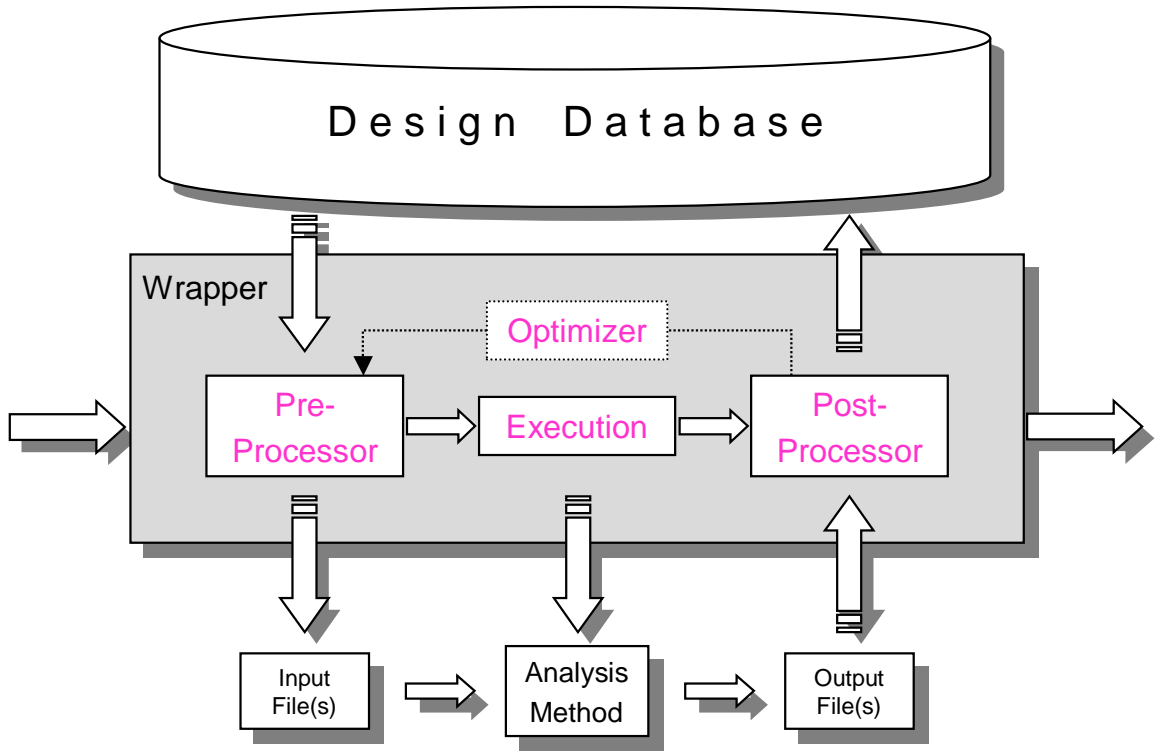 Design Database
Wrapper
Optimizer
Pre-
Processor
Execution
Post-
Processor
Input
File(s)
Analysis
Method
Output
File(s)